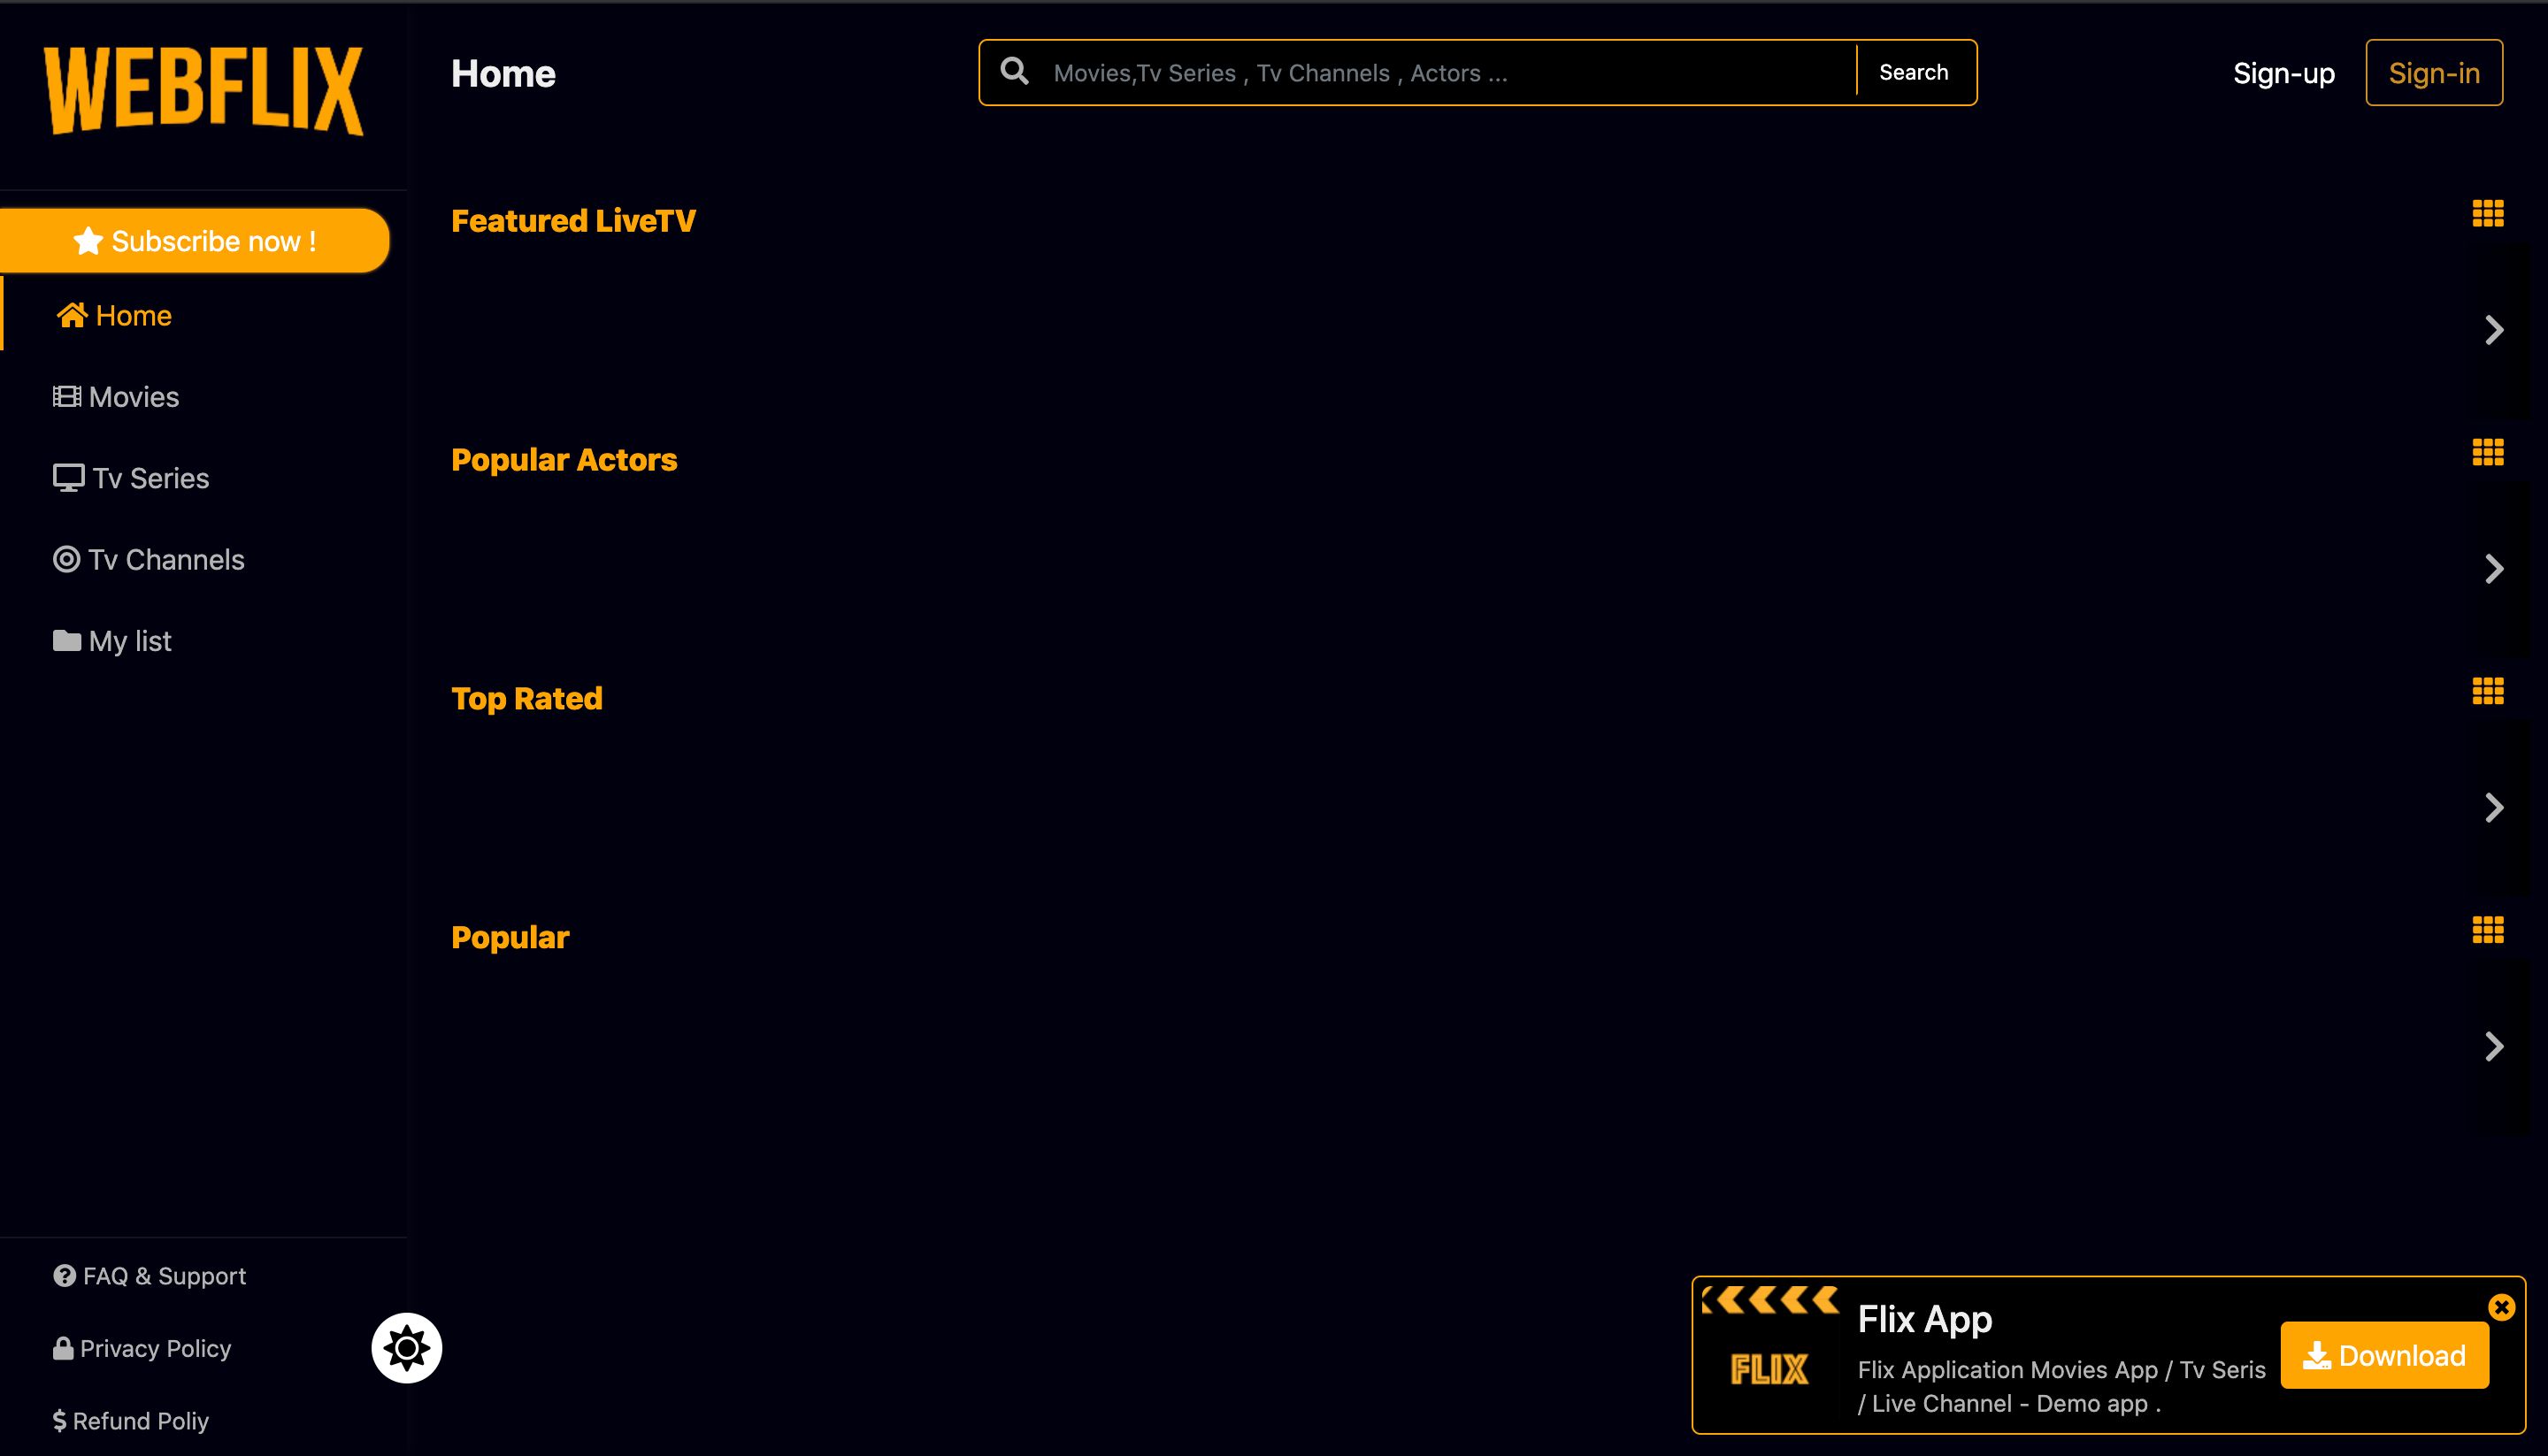 WEBFLIX
Home
Movies,Tv Series , Tv Channels , Actors ...
Search
Sign-up
Sign-in
Subscribe now !
Home
Movies
Tv Series
Tv Channels
My list
Featured LiveTV
Popular Actors
Top Rated
Popular
FAQ & Support
Privacy Policy
Refund Poliy
FLIX
Flix App
Flix Application Movies App / Tv Seris
/ Live Channel - Demo app .
Download